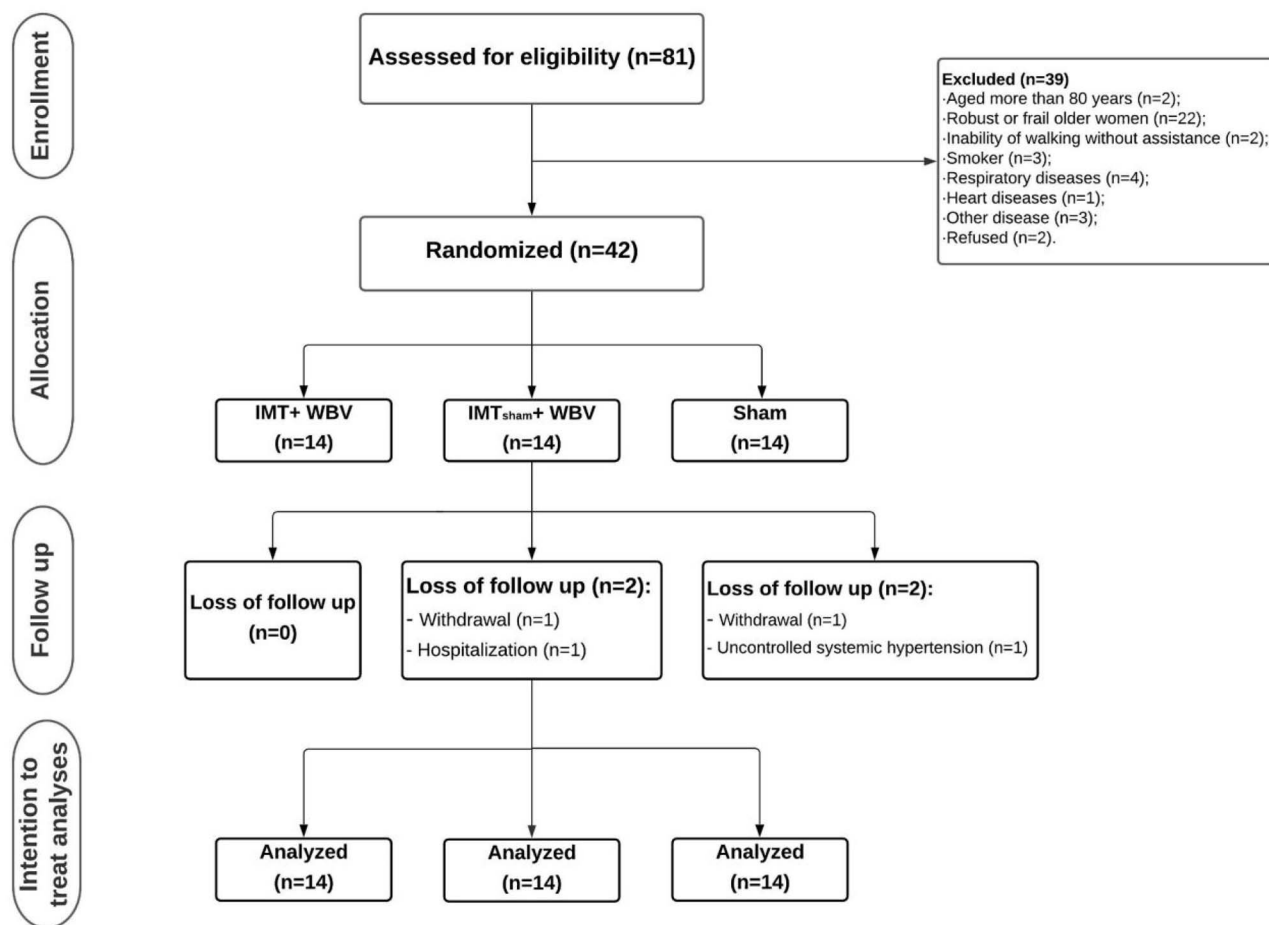 Enrollment
Assessed for eligibility (n=81)
Excluded (n=39)
·Aged more than 80 years (n=2);
·Robust or frail older women (n=22);
·Inability of walking without assistance (n=2);
·Smoker (n=3);
·Respiratory diseases (n=4);
·Heart diseases (n=1);
·Other disease (n=3);
·Refused (n=2).
Allocation
Randomized (n=42)
IMT+ WBV
(n=14)
IMTsham+ WBV
(n=14)
Sham
(n=14)
Follow up
Loss of follow up
(n=0)
Loss of follow up (n=2):
- Withdrawal (n=1)
- Hospitalization (n=1)
Loss of follow up (n=2):
- Withdrawal (n=1)
- Uncontrolled systemic hypertension (n=1)
Intention to
treat analyses
Analyzed
(n=14)
Analyzed
(n=14)
Analyzed
(n=14)